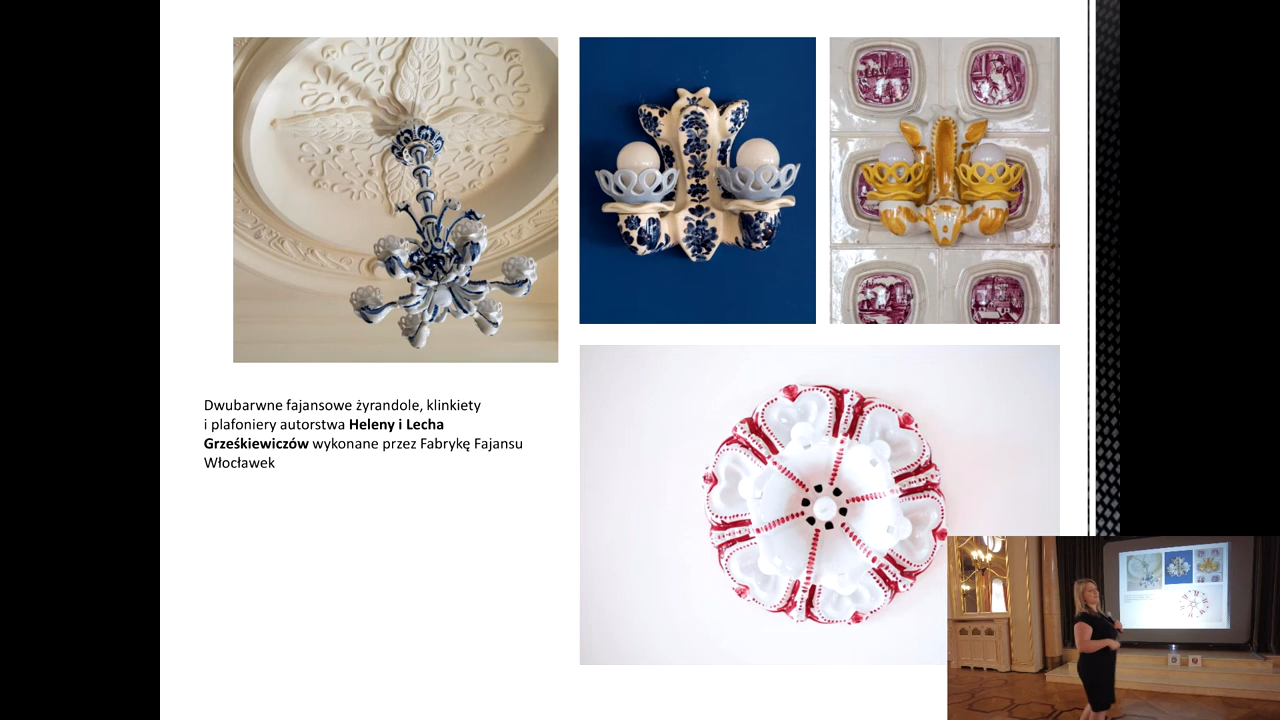 Dwubarwne fajansowe żyrandole, klinkiety
i plafoniery autorstwa Heleny i Lecha
Grześkiewiczów wykonane przez Fabrykę Fajansu
Włocławek